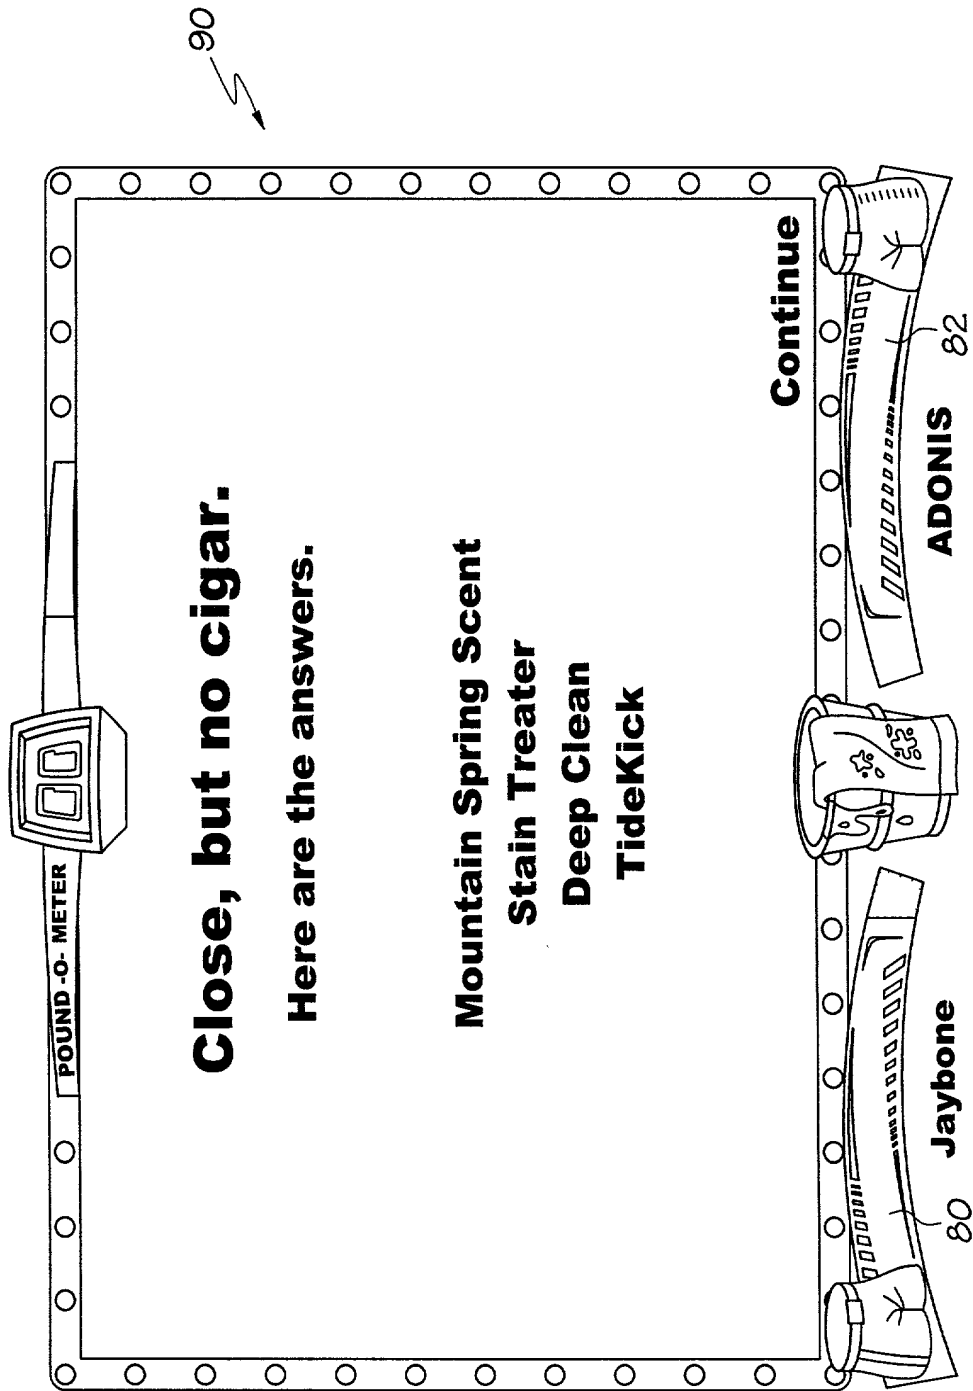 90
POUND -O- METER
Close, but no cigar.
Here are the answers.
Mountain Spring Scent
Stain Treater
Deep Clean
TideKick
Continue
80
Jaybone
ADONIS
82